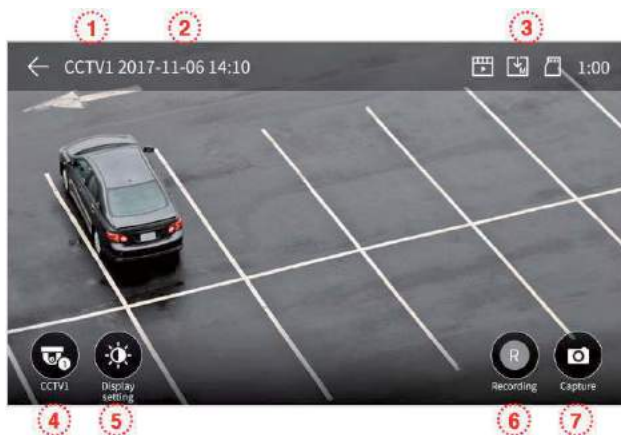 1 2 3
CCTV1 2017-11-06 14:10 1:00
R
1
CCTV1 Display Recording Capture
setting
4 5 6 7